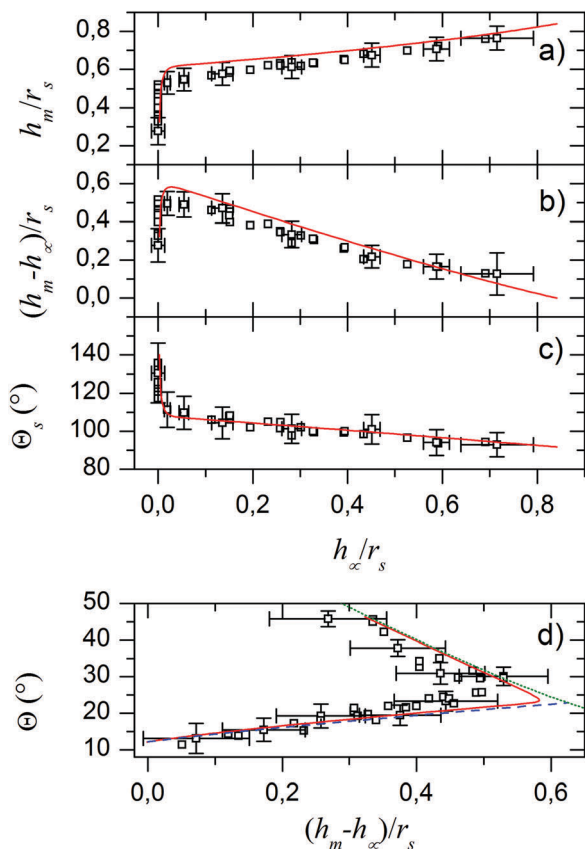 0,8
0,6
0,4
0,2
h_m/r_s
a)
0,6
0,4
0,2
0,0
(h_m-h_∝)/r_s
b)
140
120
100
80
Θ_s (°)
c)
0,0 0,2 0,4 0,6 0,8
h_∝/r_s
50
40
30
20
10
Θ (°)
d)
0,0 0,2 0,4 0,6
(h_m-h_∝)/r_s